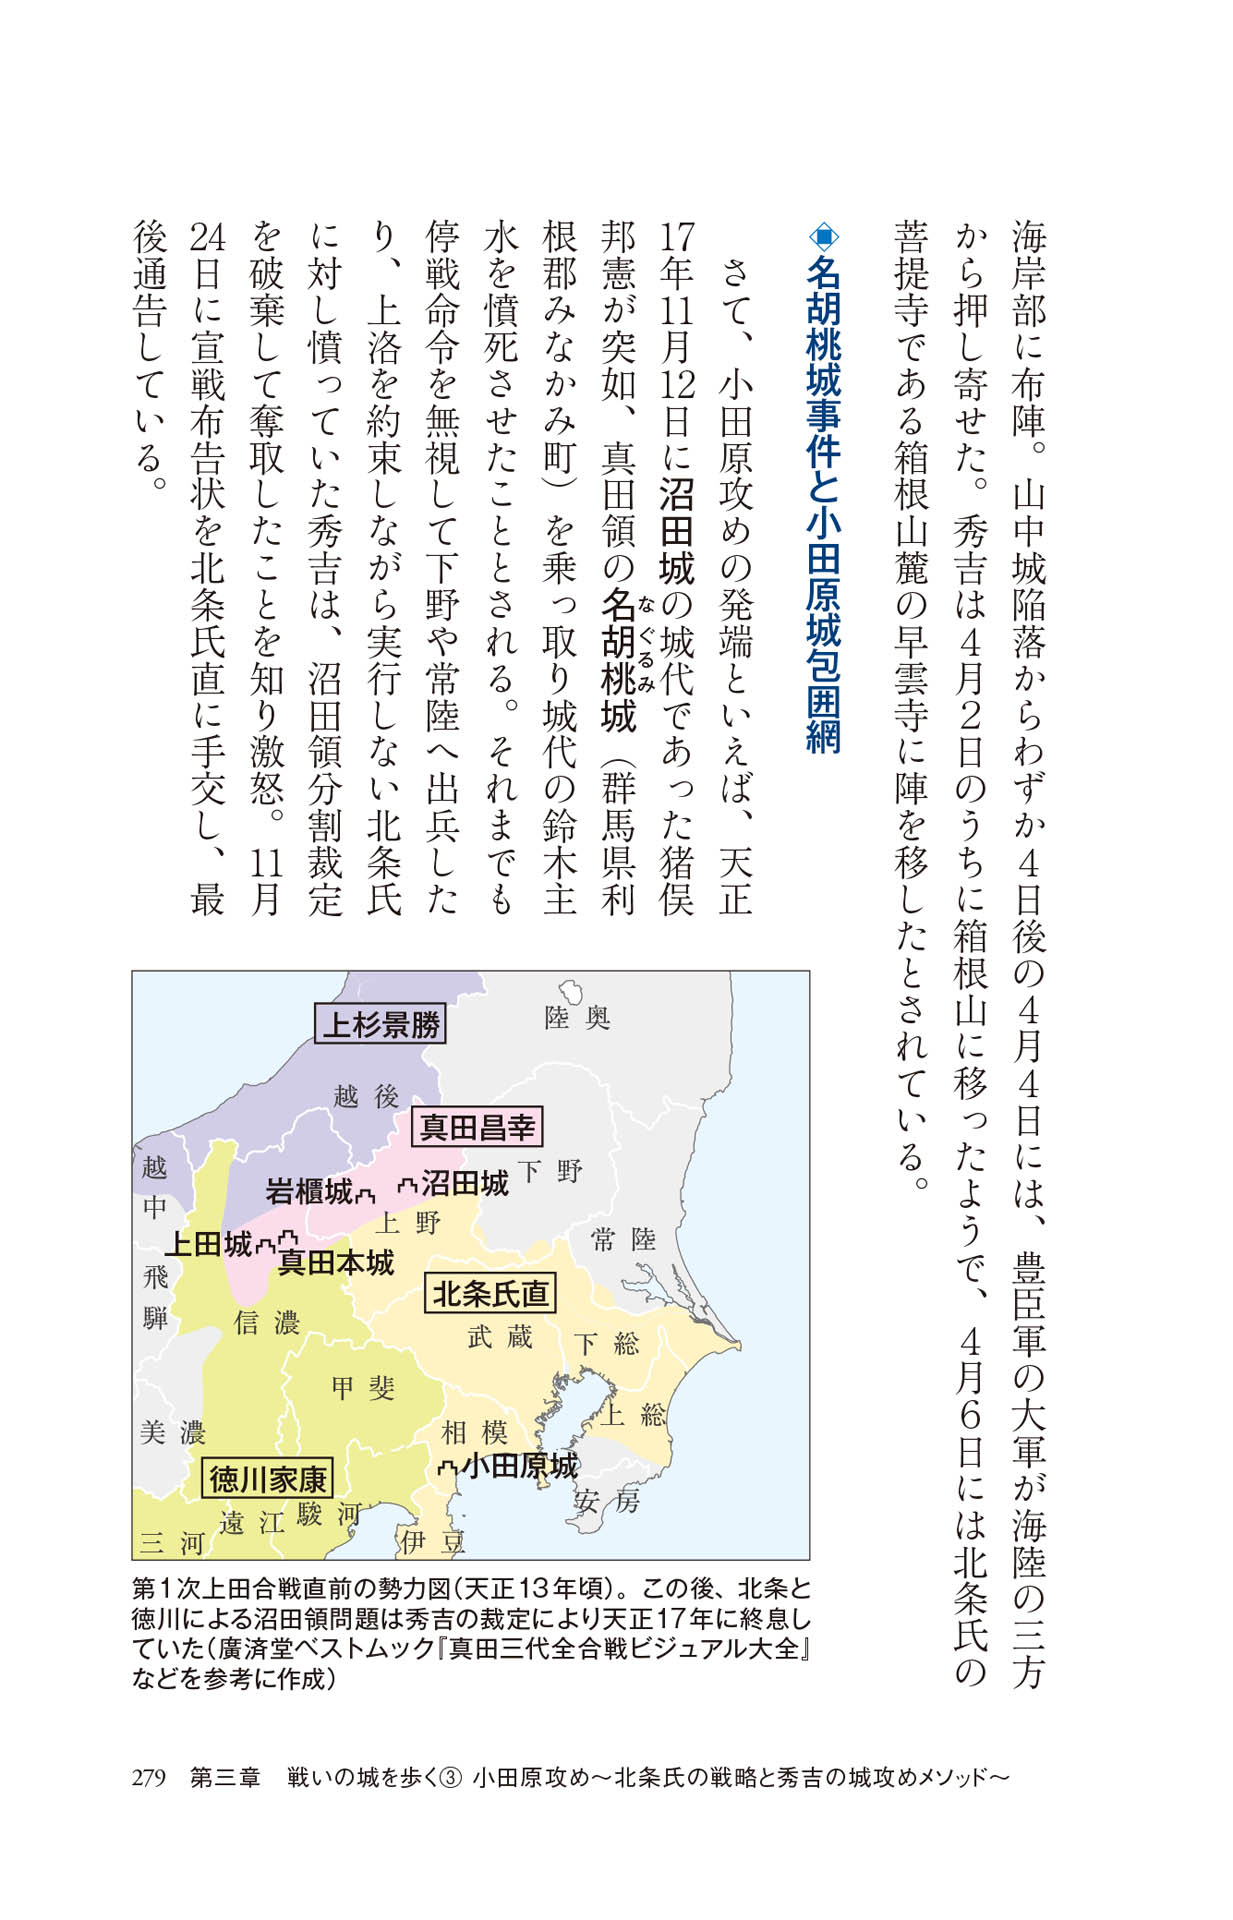 海岸部に布陣。山中城陥落からわずか4日後の4月4日には、豊臣軍の大軍が海陸の三方
から押し寄せた。秀吉は4月2日のうちに箱根山に移ったようで、4月6日には北条氏の
菩提寺である箱根山麓の早雲寺に陣を移したとされている。
◈名胡桃城事件と小田原城包囲網
さて、小田原攻めの発端といえば、天正
17年11月12日に沼田城の城代であった猪俣
邦憲が突如、真田領の名胡桃城（群馬県利
なぐるみ
根郡みなかみ町）を乗っ取り城代の鈴木主
水を憤死させたこととされる。それまでも
停戦命令を無視して下野や常陸へ出兵した
り、上洛を約束しながら実行しない北条氏
に対し憤っていた秀吉は、沼田領分割裁定
を破棄して奪取したことを知り激怒。11月
24日に宣戦布告状を北条氏直に手交し、最
後通告している。
上杉景勝
陸奥
越後
真田昌幸
越中
岩櫃城
沼田城
下野
上野
上田城
真田本城
常陸
飛騨
北条氏直
信濃
武蔵
下総
甲斐
上総
美濃
相模
小田原城
徳川家康
安房
遠江
駿河
三河
伊豆
第1次上田合戦直前の勢力図（天正13年頃）。この後、北条と
徳川による沼田領問題は秀吉の裁定により天正17年に終息し
ていた（廣済堂ベストムック『真田三代全合戦ビジュアル大全』
などを参考に作成）
279 第三章 戦いの城を歩く③ 小田原攻め〜北条氏の戦略と秀吉の城攻めメソッド〜